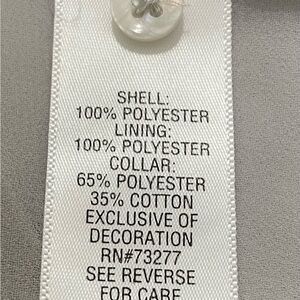 SHELL:
100% POLYESTER
LINING:
100% POLYESTER
COLLAR:
65% POLYESTER
35% COTTON
EXCLUSIVE OF
DECORATION
RN#73277
SEE REVERSE
FOR CARE